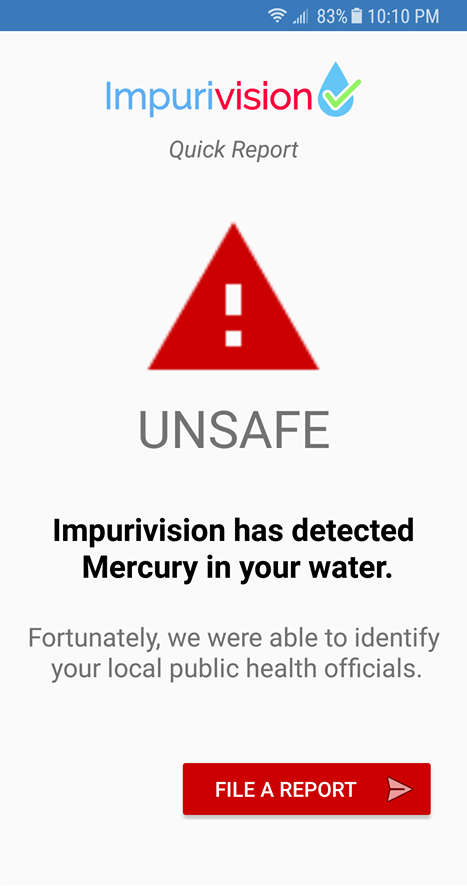 83% 10:10 PM
Impurivision
Quick Report
UNSAFE
Impurivision has detected
Mercury in your water.
Fortunately, we were able to identify
your local public health officials.
FILE A REPORT